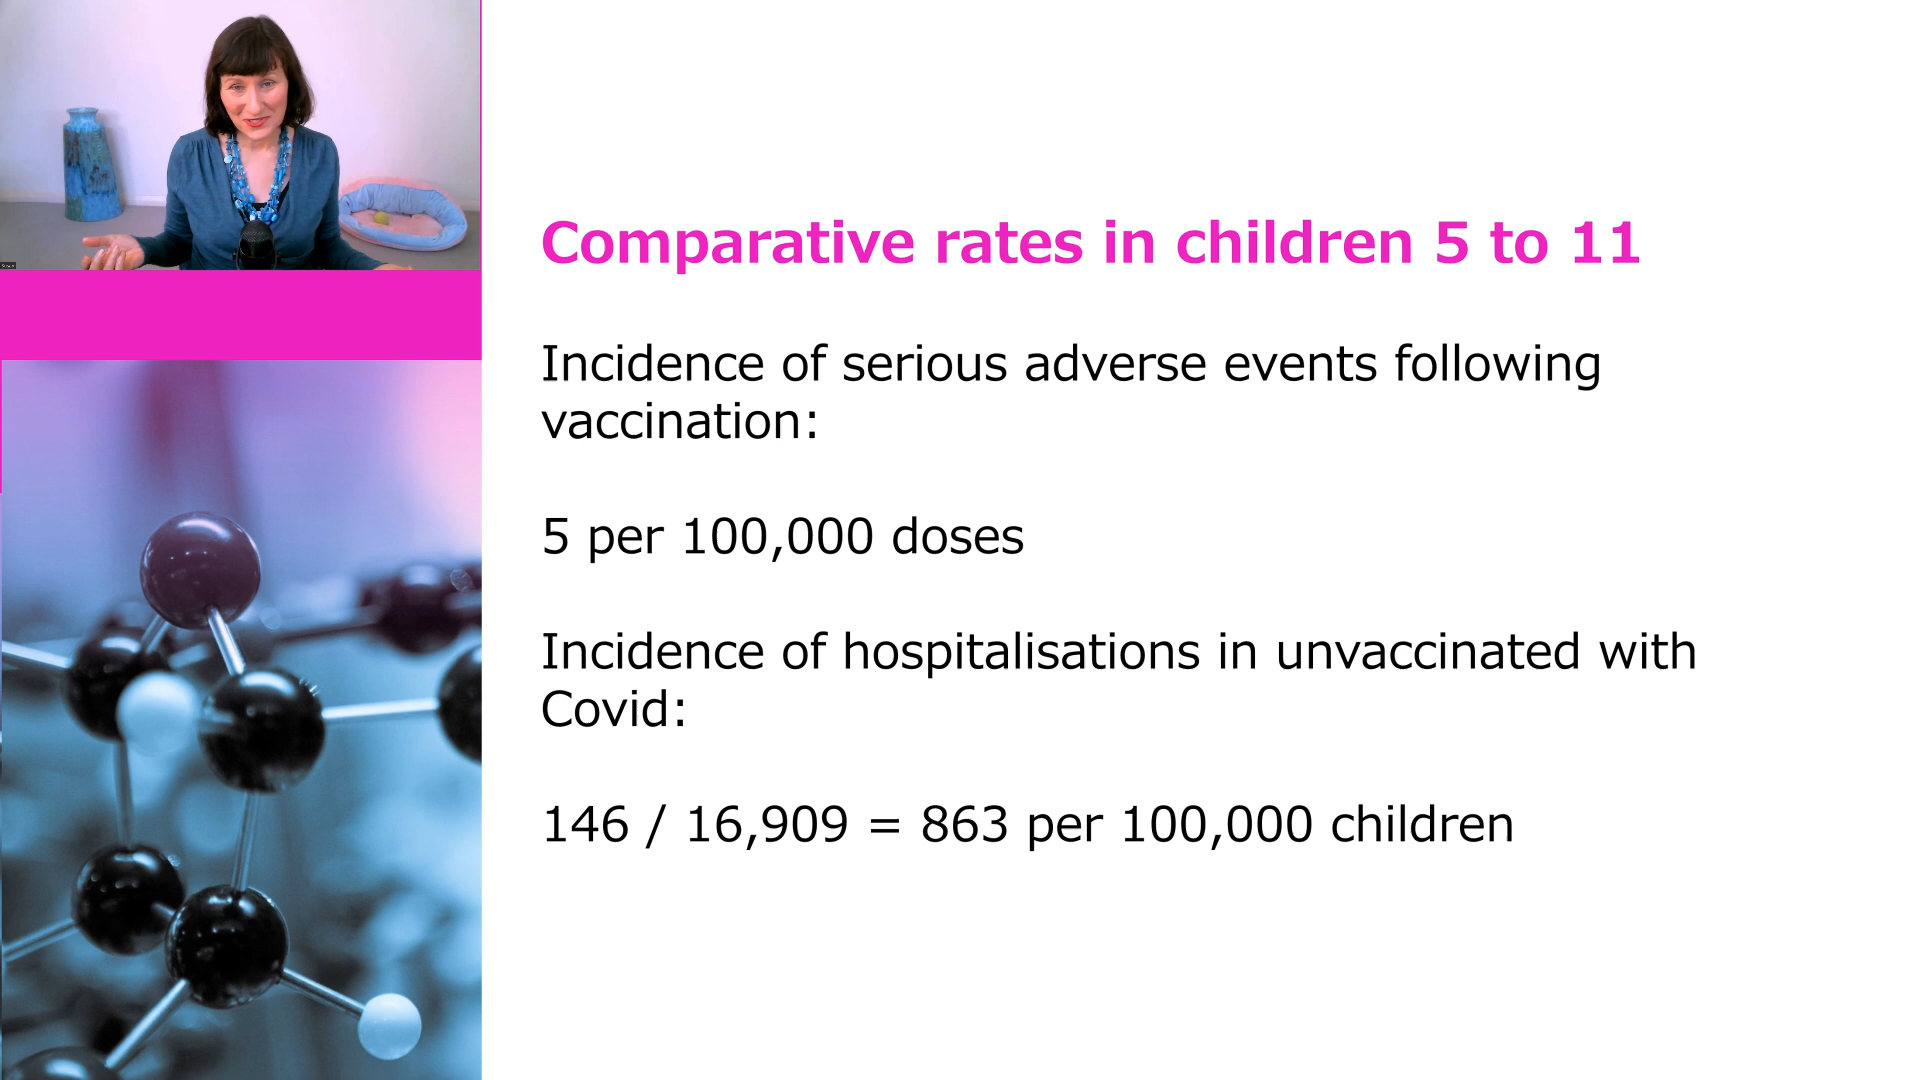 Comparative rates in children 5 to 11
Incidence of serious adverse events following
vaccination:
5 per 100,000 doses
Incidence of hospitalisations in unvaccinated with
Covid:
146 / 16,909 = 863 per 100,000 children